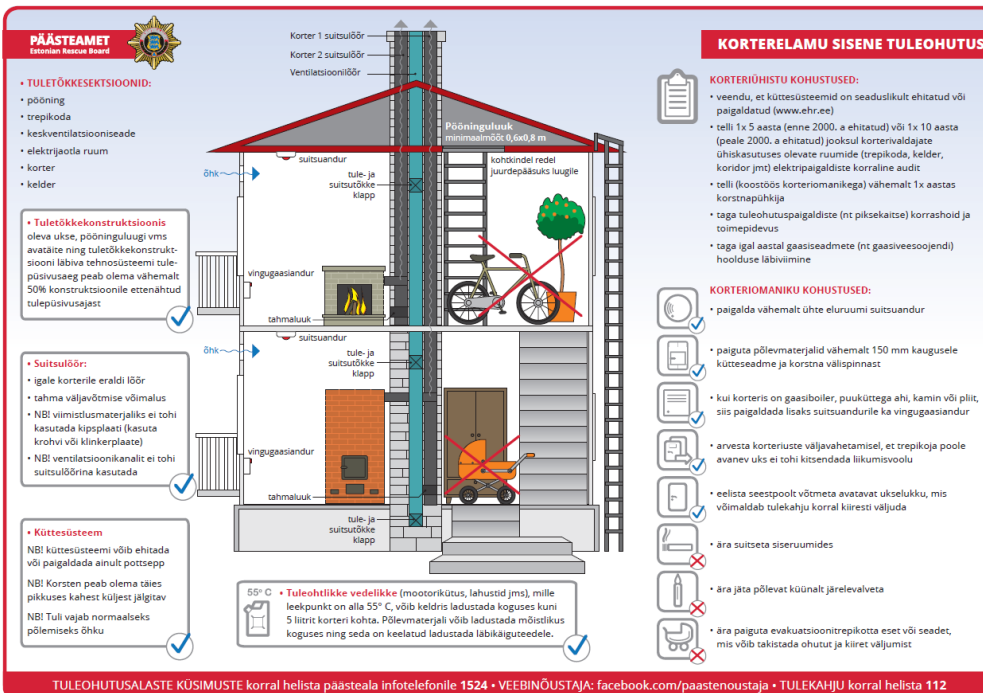 PÄÄSTEAMET
Estonian Rescue Board
• TULETÕKKESEKTSIOONID:
• pööning
• trepikoda
• keskventilatsiooniseade
• elektrijaotla ruum
• korter
• kelder
• Tuletõkkekonstruktsioonis
oleva ukse, pööninguluugi vms
avatäite ning tuletõkkekonstrukt-
siooni läbiva tehnosüsteemi tule-
püsivusaeg peab olema vähemalt
50% konstruktsioonile ettenähtud
tulepüsivusajast
• Suitsulõõr:
• igale korterile eraldi lõõr
• tahma väljavõtmise võimalus
• NB! viimistlusmaterjaliks ei tohi
kasutada kipsplaati (kasuta
krohvi või klinkerplaate)
• NB! ventilatsioonikanalit ei tohi
suitsulõõrina kasutada
• Küttesüsteem
NB! küttesüsteemi võib ehitada
või paigaldada ainult pottsepp
NB! Korsten peab olema täies
pikkuses kahest küljest jälgitav
NB! Tuli vajab normaalseks
põlemiseks õhku
Korter 1 suitsulõõr
Korter 2 suitsulõõr
Ventilatsioonilõõr
Pööninguluuk
minimaalmõõt 0,6x0,8 m
suitsuandur
õhk
tule- ja
suitsutõkke
klapp
kohtkindel redel
juurdepääsuks luugile
vingugaasiandur
tahmaluuk
suitsuandur
õhk
tule- ja
suitsutõkke
klapp
vingugaasiandur
tahmaluuk
tule- ja
suitsutõkke
klapp
55° C
• Tuleohtlikke vedelikke (mootorikütus, lahustid jms), mille
leekpunkt on alla 55° C, võib keldris ladustada koguses kuni
5 liitrit korteri kohta. Põlevmaterjali võib ladustada mõistlikus
koguses ning seda on keelatud ladustada läbikäiguteedele.
KORTERELAMU SISENE TULEOHUTUS
KORTERIÜHISTU KOHUSTUSED:
• veendu, et küttesüsteemid on seaduslikult ehitatud või
paigaldatud (www.ehr.ee)
• telli 1x 5 aasta (enne 2000. a ehitatud) või 1x 10 aasta
(peale 2000. a ehitatud) jooksul korterivaldajate
ühiskasutuses olevate ruumide (trepikoda, kelder,
koridor jmt) elektripaigaldiste korraline audit
• telli (koostöös korteriomanikega) vähemalt 1x aastas
korstnapühkija
• taga tuleohutuspaigaldiste (nt piksekaitse) korrashoid ja
toimepidevus
• taga igal aastal gaasiseadmete (nt gaasiveesoojendi)
hoolduse läbiviimine
KORTERIOMANIKU KOHUSTUSED:
• paigalda vähemalt ühte eluruumi suitsuandur
• paiguta põlevmaterjalid vähemalt 150 mm kaugusele
kütteseadme ja korstna välispinnast
• kui korteris on gaasiboiler, puuküttega ahi, kamin või pliit,
siis paigaldada lisaks suitsuandurile ka vingugaasiandur
• arvesta korteriuste väljavahetamisel, et trepikoja poole
avanev uks ei tohi kitsendada liikumisvoolu
• eelista seestpoolt võtmeta avatavat ukselukku, mis
võimaldab tulekahju korral kiiresti väljuda
• ära suitseta siseruumides
• ära jäta põlevat küünalt järelevalveta
• ära paiguta evakuatsioonitrepikotta eset või seadet,
mis võib takistada ohutut ja kiiret väljumist
TULEOHUTUSALASTE KÜSIMUSTE korral helista päästeala infotelefonile 1524 • VEEBINÕUSTAJA: facebook.com/paastenoustaja • TULEKAHJU korral helista 112